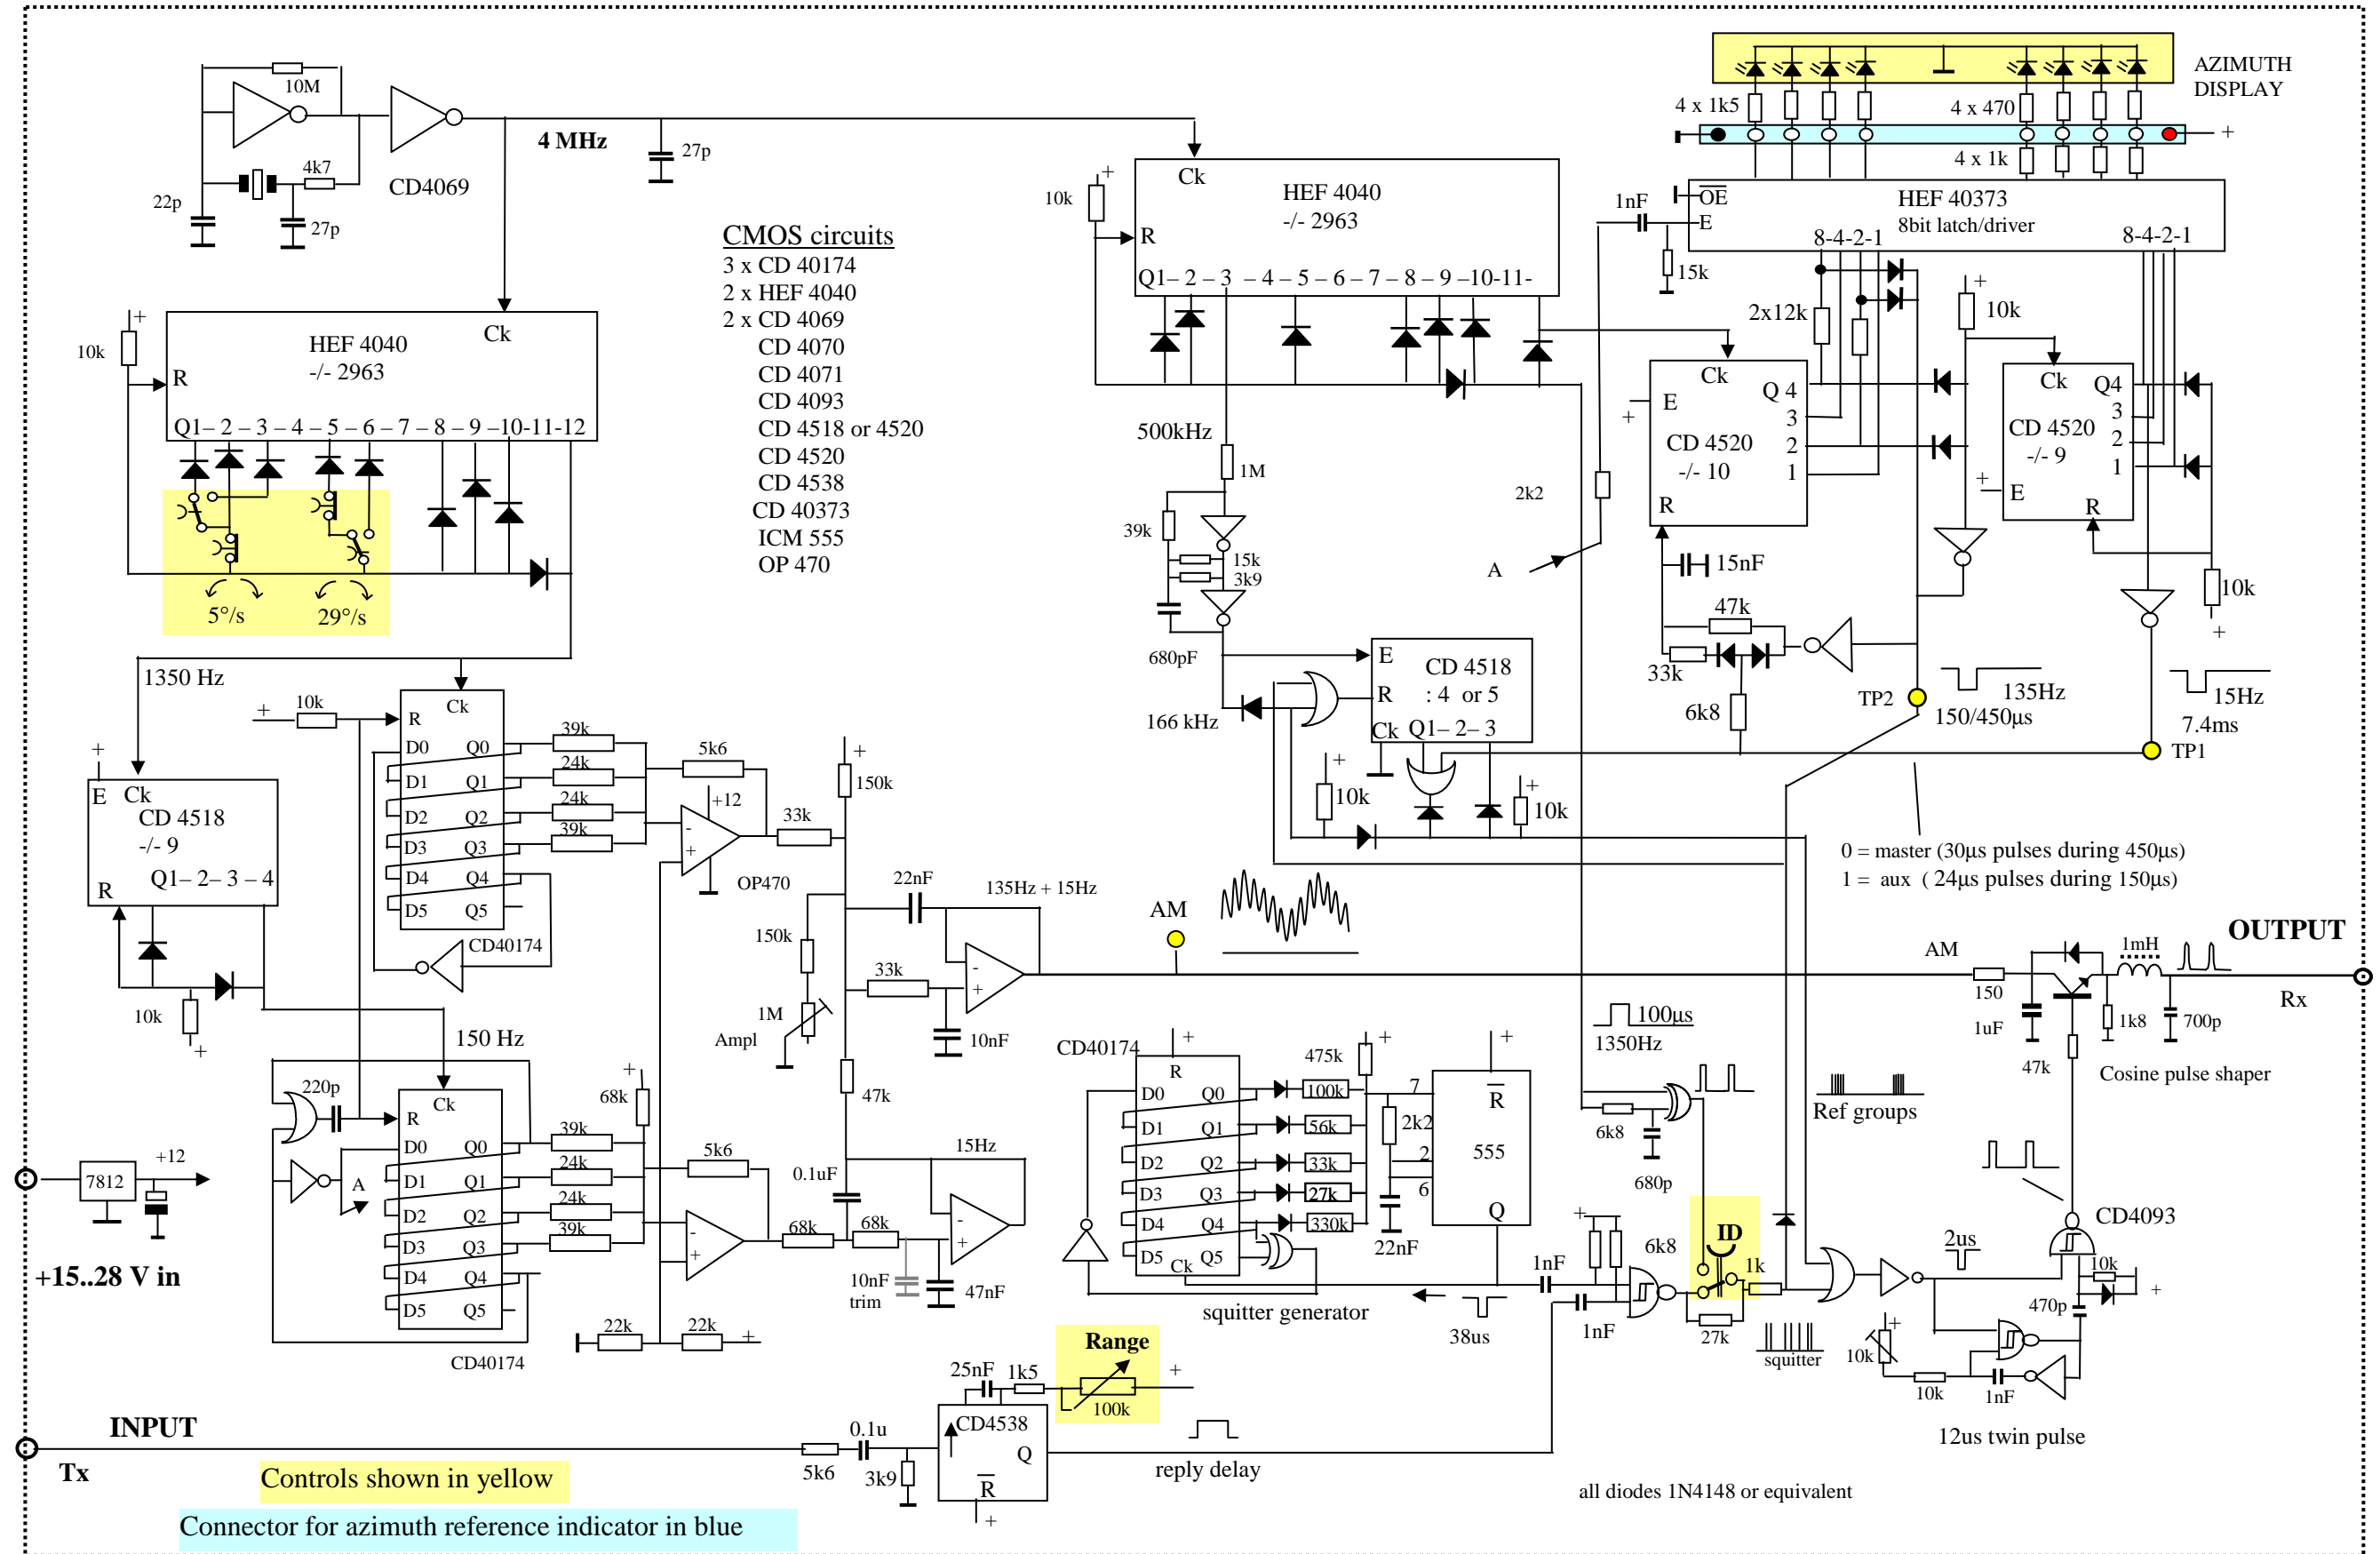 AZIMUTH
DISPLAY
4 x 1k5
4 x 470
+
4 x 1k
10M
4k7
22p
27p
CD4069
4 MHz
27p
CMOS circuits
3 x CD 40174
2 x HEF 4040
2 x CD 4069
CD 4070
CD 4071
CD 4093
CD 4518 or 4520
CD 4520
CD 4538
CD 40373
ICM 555
OP 470
+
10k
Ck
HEF 4040
-/- 2963
R
Q1– 2 – 3 – 4 – 5 – 6 – 7 – 8 – 9 –10-11-12
5°/s
29°/s
+
10k
Ck
HEF 4040
-/- 2963
R
Q1– 2 – 3 – 4 – 5 – 6 – 7 – 8 – 9 –10-11-
500kHz
1M
39k
15k
3k9
680pF
166 kHz
E
CD 4518
R
: 4 or 5
Ck
Q1– 2– 3
+
10k
+
10k
1nF
OE
E
HEF 40373
8bit latch/driver
8-4-2-1
8-4-2-1
15k
2x12k
+
10k
A
2k2
Ck
E
+
Q 4
3
CD 4520
2
-/- 10
1
R
15nF
47k
33k
6k8
Ck
Q4
3
CD 4520
2
-/- 9
1
+
E
R
10k
+
TP2
135Hz
150/450µs
15Hz
7.4ms
TP1
0 = master (30µs pulses during 450µs)
1 = aux ( 24µs pulses during 150µs)
1350 Hz
+
10k
Ck
R
D0 Q0
D1 Q1
D2 Q2
D3 Q3
D4 Q4
D5 Q5
CD40174
39k
24k
24k
39k
5k6
+12
-
+
OP470
33k
+
150k
+
E
Ck
CD 4518
-/- 9
R
Q1– 2– 3 – 4
10k
+
150 Hz
150k
1M
Ampl
22nF
33k
-
+
10nF
135Hz + 15Hz
AM
47k
220p
Ck
R
D0 Q0
D1 Q1
D2 Q2
D3 Q3
D4 Q4
D5 Q5
CD40174
A
+
68k
39k
24k
24k
39k
5k6
-
+
68k
0.1uF
68k
15Hz
-
+
10nF
trim
47nF
22k
22k
+
+12
7812
+15..28 V in
CD40174
+
R
D0 Q0
D1 Q1
D2 Q2
D3 Q3
D4 Q4
D5 Q5
Ck
475k
+
100k
56k
33k
27k
330k
7
2k2
2
6
22nF
+
R
555
Q
squitter generator
38us
100µs
1350Hz
6k8
680p
+
6k8
1nF
1nF
ID
1k
27k
squitter
AM
150
1uF
1mH
1k8
700p
47k
OUTPUT
Rx
Cosine pulse shaper
Ref groups
CD4093
2us
10k
+
470p
+
10k
10k
1nF
12us twin pulse
Range
+
25nF
1k5
100k
CD4538
Q
R
+
0.1u
5k6
3k9
reply delay
INPUT
Tx
Controls shown in yellow
Connector for azimuth reference indicator in blue
all diodes 1N4148 or equivalent